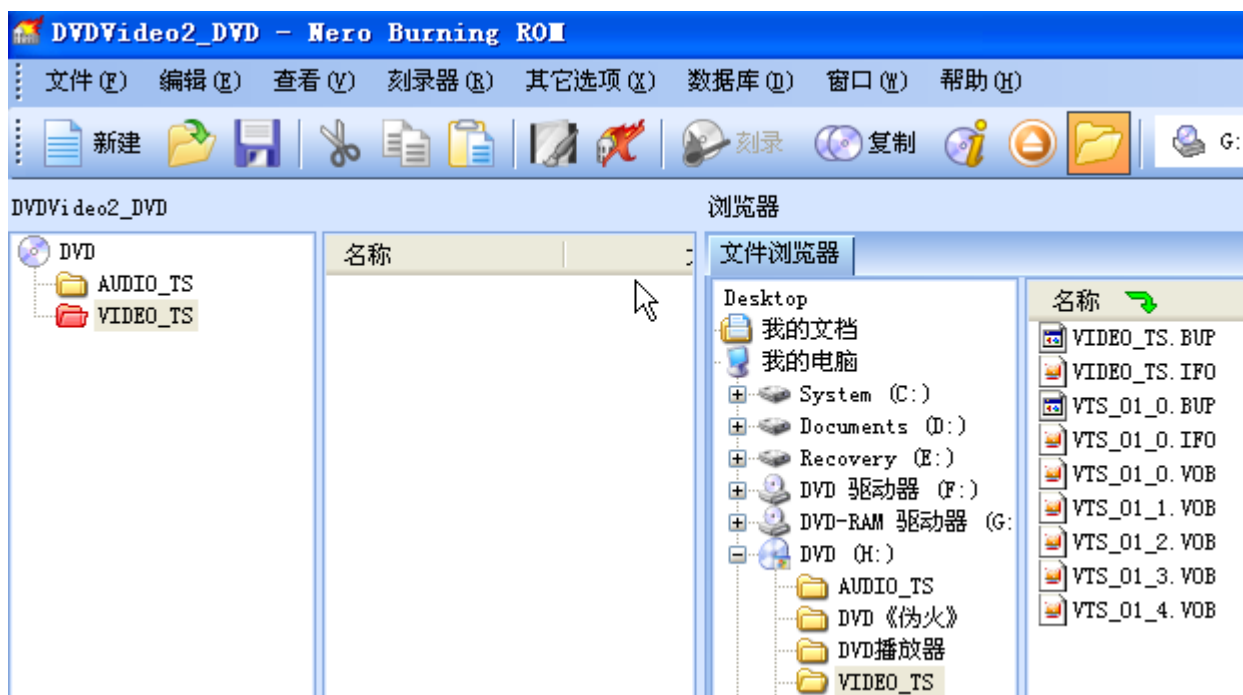 DVDVideo2_DVD - Nero Burning ROM
文件(F) 编辑(E) 查看(V) 刻录器(R) 其它选项(X) 数据库(D) 窗口(W) 帮助(H)
新建 刻录 复制 G:
DVDVideo2_DVD
浏览器
DVD
AUDIO_TS
VIDEO_TS
名称
文件浏览器
Desktop
我的文档
我的电脑
System (C:)
Documents (D:)
Recovery (E:)
DVD 驱动器 (F:)
DVD-RAM 驱动器 (G:
DVD (H:)
AUDIO_TS
DVD《伪火》
DVD播放器
VIDEO_TS
名称
VIDEO_TS.BUP
VIDEO_TS.IFO
VTS_01_0.BUP
VTS_01_0.IFO
VTS_01_0.VOB
VTS_01_1.VOB
VTS_01_2.VOB
VTS_01_3.VOB
VTS_01_4.VOB